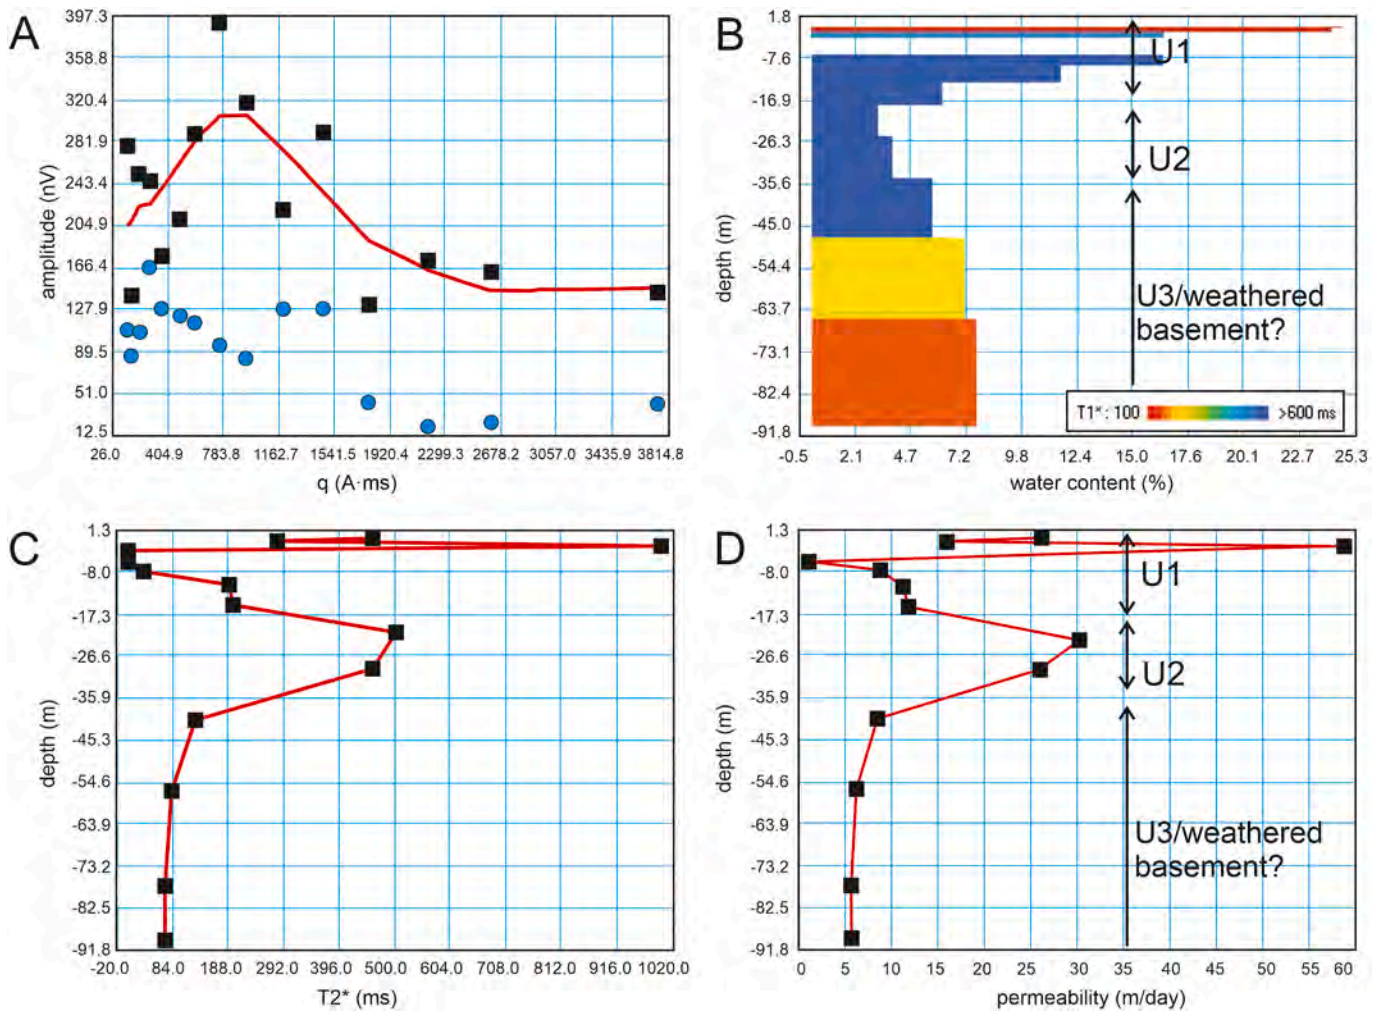 A
397.3
358.8
320.4
281.9
243.4
204.9
166.4
127.9
89.5
51.0
12.5
amplitude (nV)
26.0 404.9 783.8 1162.7 1541.5 1920.4 2299.3 2678.2 3057.0 3435.9 3814.8
q (A·ms)
B
1.8
-7.6
-16.9
-26.3
-35.6
-45.0
-54.4
-63.7
-73.1
-82.4
-91.8
depth (m)
U1
U2
U3/weathered
basement?
T1* : 100 >600 ms
-0.5 2.1 4.7 7.2 9.8 12.4 15.0 17.6 20.1 22.7 25.3
water content (%)
C
1.3
-8.0
-17.3
-26.6
-35.9
-45.3
-54.6
-63.9
-73.2
-82.5
-91.8
depth (m)
-20.0 84.0 188.0 292.0 396.0 500.0 604.0 708.0 812.0 916.0 1020.0
T2* (ms)
D
1.3
-8.0
-17.3
-26.6
-35.9
-45.3
-54.6
-63.9
-73.2
-82.5
-91.8
depth (m)
U1
U2
U3/weathered
basement?
0 5 10 15 20 25 30 35 40 45 50 60
permeability (m/day)